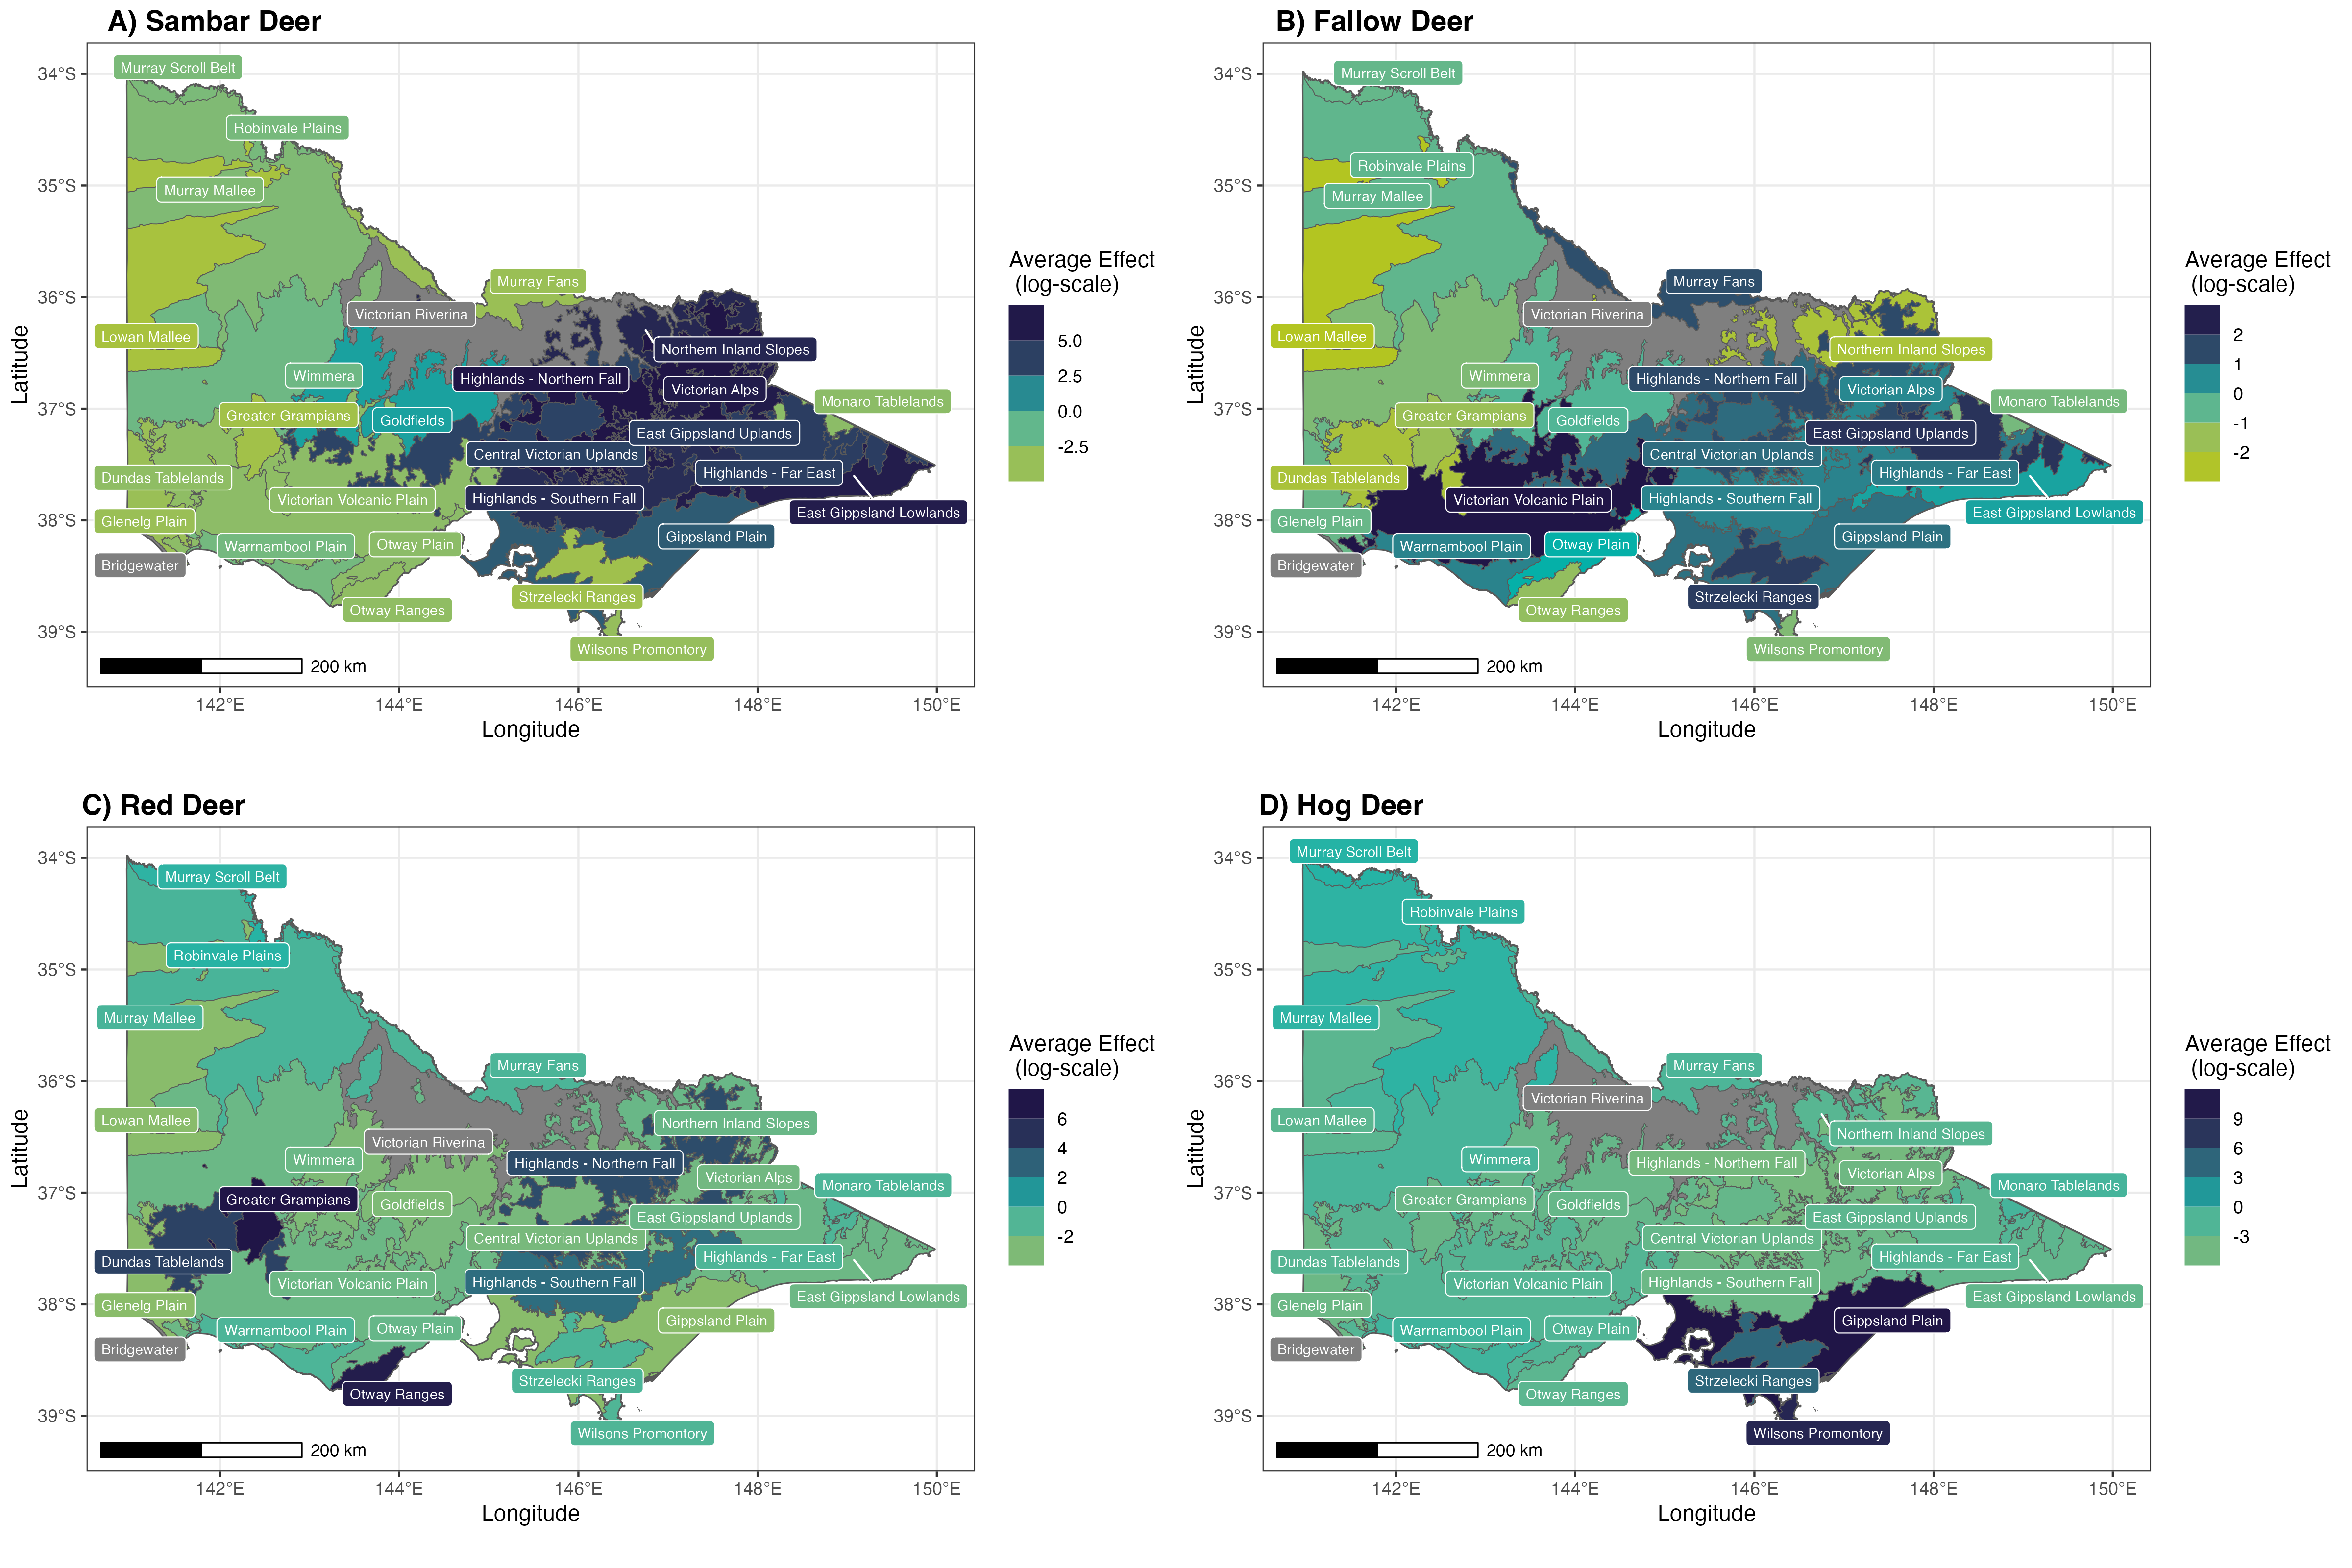 A) Sambar Deer
Murray Scroll Belt
34°S
Robinvale Plains
35°S
Murray Mallee
Average Effect
(log-scale)
Murray Fans
36°S
Victorian Riverina
5.0
Lowan Mallee
Northern Inland Slopes
Latitude
Wimmera
Highlands - Northern Fall
2.5
Victorian Alps
Monaro Tablelands
37°S
Greater Grampians
Goldfields
0.0
East Gippsland Uplands
-2.5
Central Victorian Uplands
Dundas Tablelands
Highlands - Far East
Victorian Volcanic Plain
Highlands - Southern Fall
East Gippsland Lowlands
38°S
Glenelg Plain
Gippsland Plain
Warrnambool Plain
Otway Plain
Bridgewater
Strzelecki Ranges
Otway Ranges
39°S
Wilsons Promontory
200 km
142°E
144°E
146°E
148°E
150°E
Longitude
B) Fallow Deer
34°S
Murray Scroll Belt
Robinvale Plains
35°S
Murray Mallee
Average Effect
(log-scale)
Murray Fans
36°S
Victorian Riverina
2
Lowan Mallee
Northern Inland Slopes
Latitude
1
Wimmera
Highlands - Northern Fall
Victorian Alps
0
Monaro Tablelands
37°S
Greater Grampians
Goldfields
-1
East Gippsland Uplands
-2
Central Victorian Uplands
Dundas Tablelands
Highlands - Far East
Victorian Volcanic Plain
Highlands - Southern Fall
East Gippsland Lowlands
38°S
Glenelg Plain
Gippsland Plain
Warrnambool Plain
Otway Plain
Bridgewater
Strzelecki Ranges
Otway Ranges
39°S
Wilsons Promontory
200 km
142°E
144°E
146°E
148°E
150°E
Longitude
C) Red Deer
34°S
Murray Scroll Belt
Robinvale Plains
35°S
Murray Mallee
Average Effect
(log-scale)
Murray Fans
36°S
6
Lowan Mallee
Northern Inland Slopes
Victorian Riverina
4
Latitude
Wimmera
Highlands - Northern Fall
2
Victorian Alps
Monaro Tablelands
37°S
Greater Grampians
Goldfields
0
East Gippsland Uplands
-2
Central Victorian Uplands
Dundas Tablelands
Highlands - Far East
Victorian Volcanic Plain
Highlands - Southern Fall
East Gippsland Lowlands
38°S
Glenelg Plain
Gippsland Plain
Warrnambool Plain
Otway Plain
Bridgewater
Strzelecki Ranges
Otway Ranges
39°S
Wilsons Promontory
200 km
142°E
144°E
146°E
148°E
150°E
Longitude
D) Hog Deer
Murray Scroll Belt
34°S
Robinvale Plains
35°S
Murray Mallee
Average Effect
(log-scale)
Murray Fans
36°S
Victorian Riverina
9
Lowan Mallee
Northern Inland Slopes
6
Latitude
Wimmera
Highlands - Northern Fall
Victorian Alps
3
Monaro Tablelands
37°S
Greater Grampians
Goldfields
0
East Gippsland Uplands
-3
Central Victorian Uplands
Dundas Tablelands
Highlands - Far East
Victorian Volcanic Plain
Highlands - Southern Fall
East Gippsland Lowlands
38°S
Glenelg Plain
Gippsland Plain
Warrnambool Plain
Otway Plain
Bridgewater
Strzelecki Ranges
Otway Ranges
39°S
Wilsons Promontory
200 km
142°E
144°E
146°E
148°E
150°E
Longitude